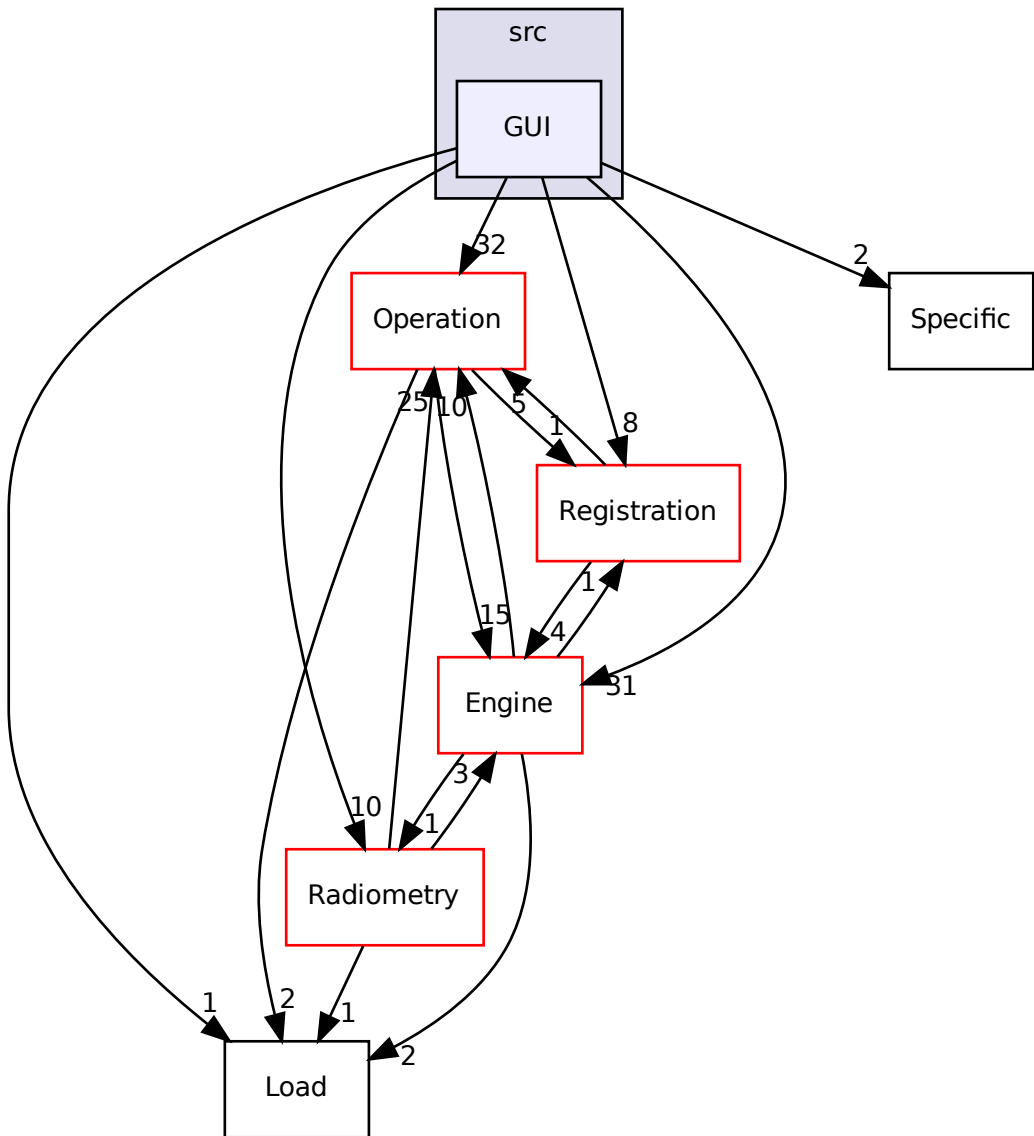 src
GUI
2
32
Operation
Specific
25
10
5
1
8
Registration
1
15
4
Engine
31
3
10
1
Radiometry
1
2
1
2
Load